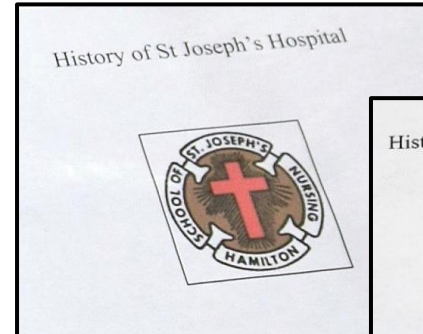 History of St Joseph's Hospital
Hist
SCHOOL OF
ST. JOSEPH'S
NURSING
HAMILTON